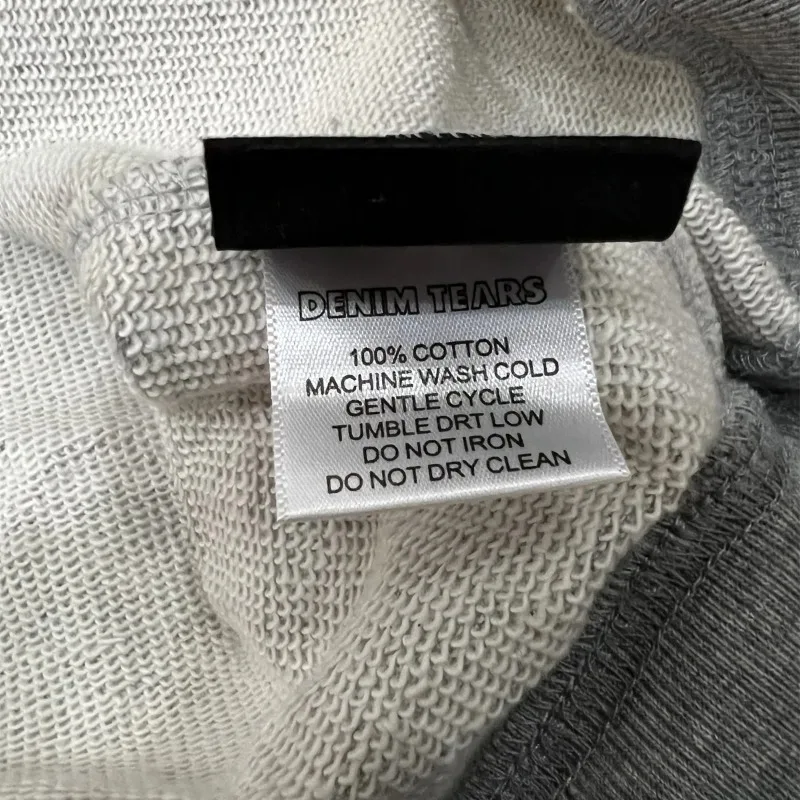 DENIM TEARS
100% COTTON
MACHINE WASH COLD
GENTLE CYCLE
TUMBLE DRT LOW
DO NOT IRON
DO NOT DRY CLEAN